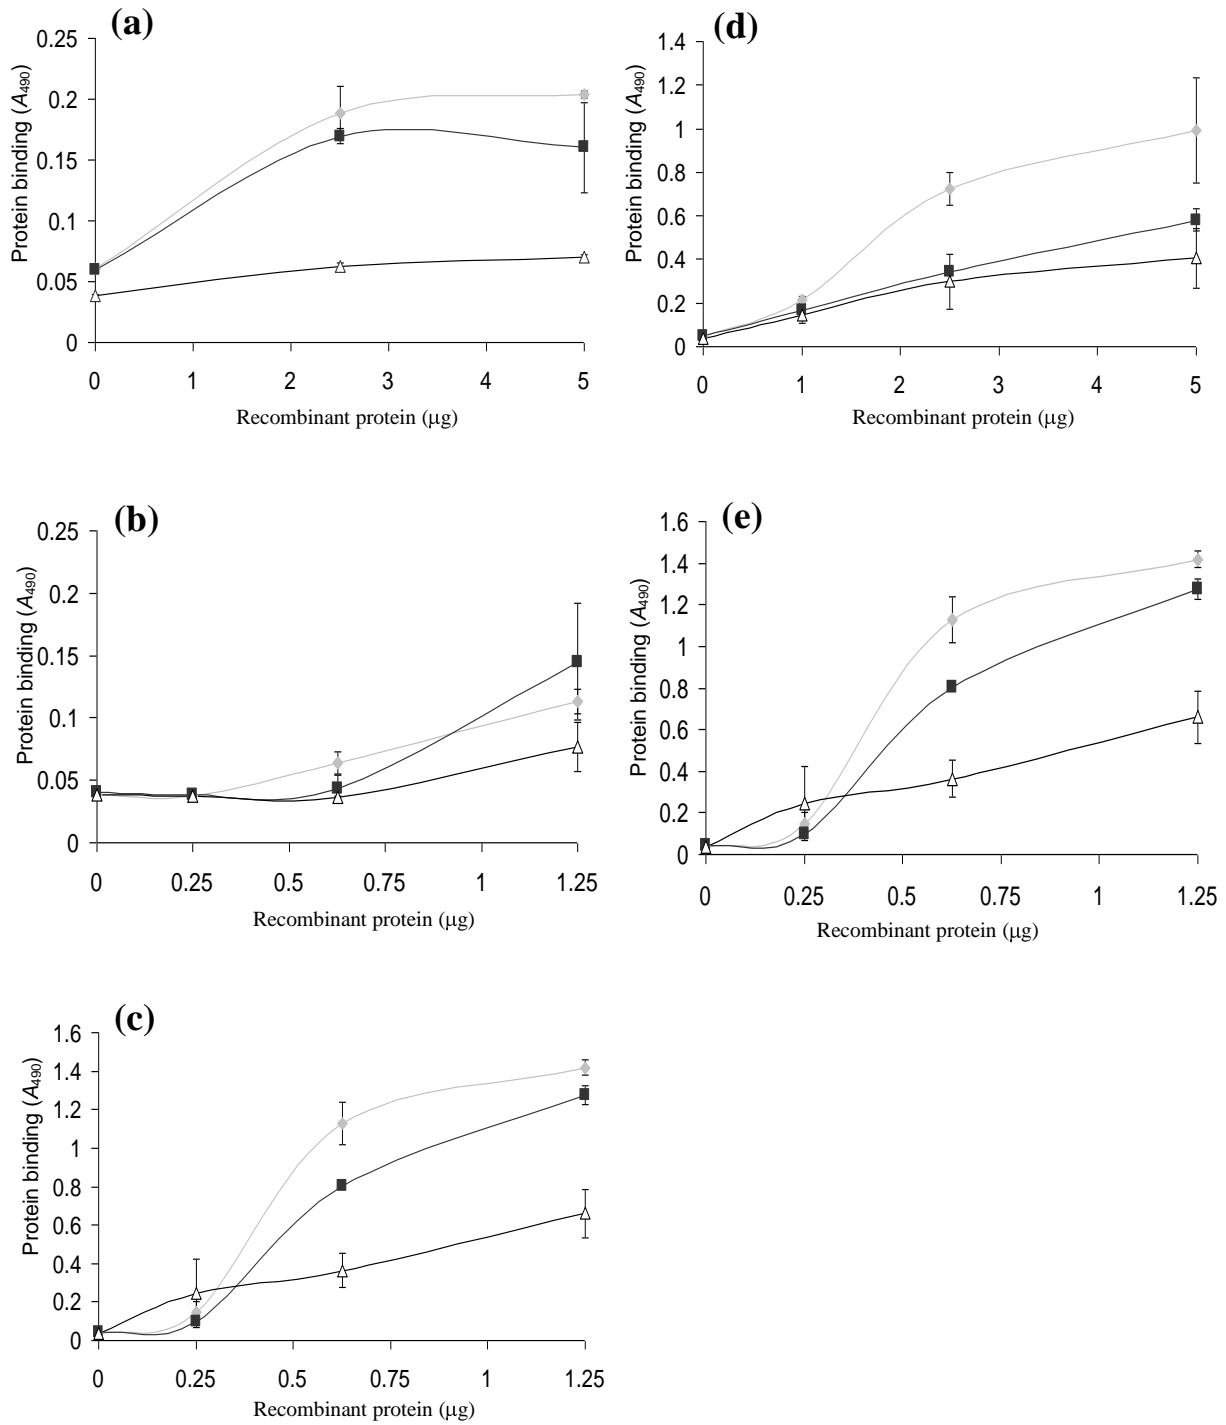 (a)
0.25
0.2
0.15
0.1
0.05
0
Protein binding (A490)
0 1 2 3 4 5
Recombinant protein (µg)
(d)
1.4
1.2
1
0.8
0.6
0.4
0.2
0
Protein binding (A490)
0 1 2 3 4 5
Recombinant protein (µg)
(b)
0.25
0.2
0.15
0.1
0.05
0
Protein binding (A490)
0 0.25 0.5 0.75 1 1.25
Recombinant protein (µg)
(e)
1.6
1.4
1.2
1
0.8
0.6
0.4
0.2
0
Protein binding (A490)
0 0.25 0.5 0.75 1 1.25
Recombinant protein (µg)
(c)
1.6
1.4
1.2
1
0.8
0.6
0.4
0.2
0
Protein binding (A490)
0 0.25 0.5 0.75 1 1.25
Recombinant protein (µg)